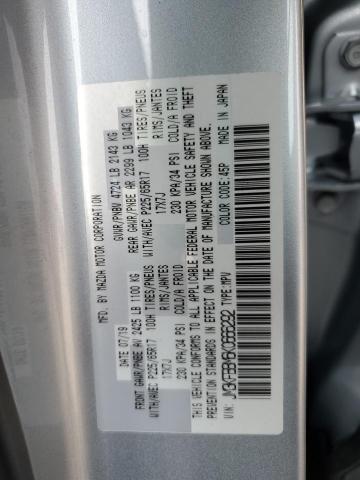 MFD. BY MAZDA MOTOR CORPORATION
DATE: 07/19 GVWR/PNBV 4724 LB 2143 KG
FRONT GAWR/PNBE AV 2425 LB 1100 KG REAR GAWR/PNBE AR 2299 LB 1043 KG
WITH/AVEC P225/65R17 100H TIRES/PNEUS WITH/AVEC P225/65R17 100H TIRES/PNEUS
17X7J RIMS/JANTES 17X7J RIMS/JANTES
230 KPA/34 PSI COLD/A FROID 230 KPA/34 PSI COLD/A FROID
THIS VEHICLE CONFORMS TO ALL APPLICABLE FEDERAL MOTOR VEHICLE SAFETY AND THEFT
PREVENTION STANDARDS IN EFFECT ON THE DATE OF MANUFACTURE SHOWN ABOVE.
VIN: TYPE: MPV COLOR CODE: 45P MADE IN JAPAN